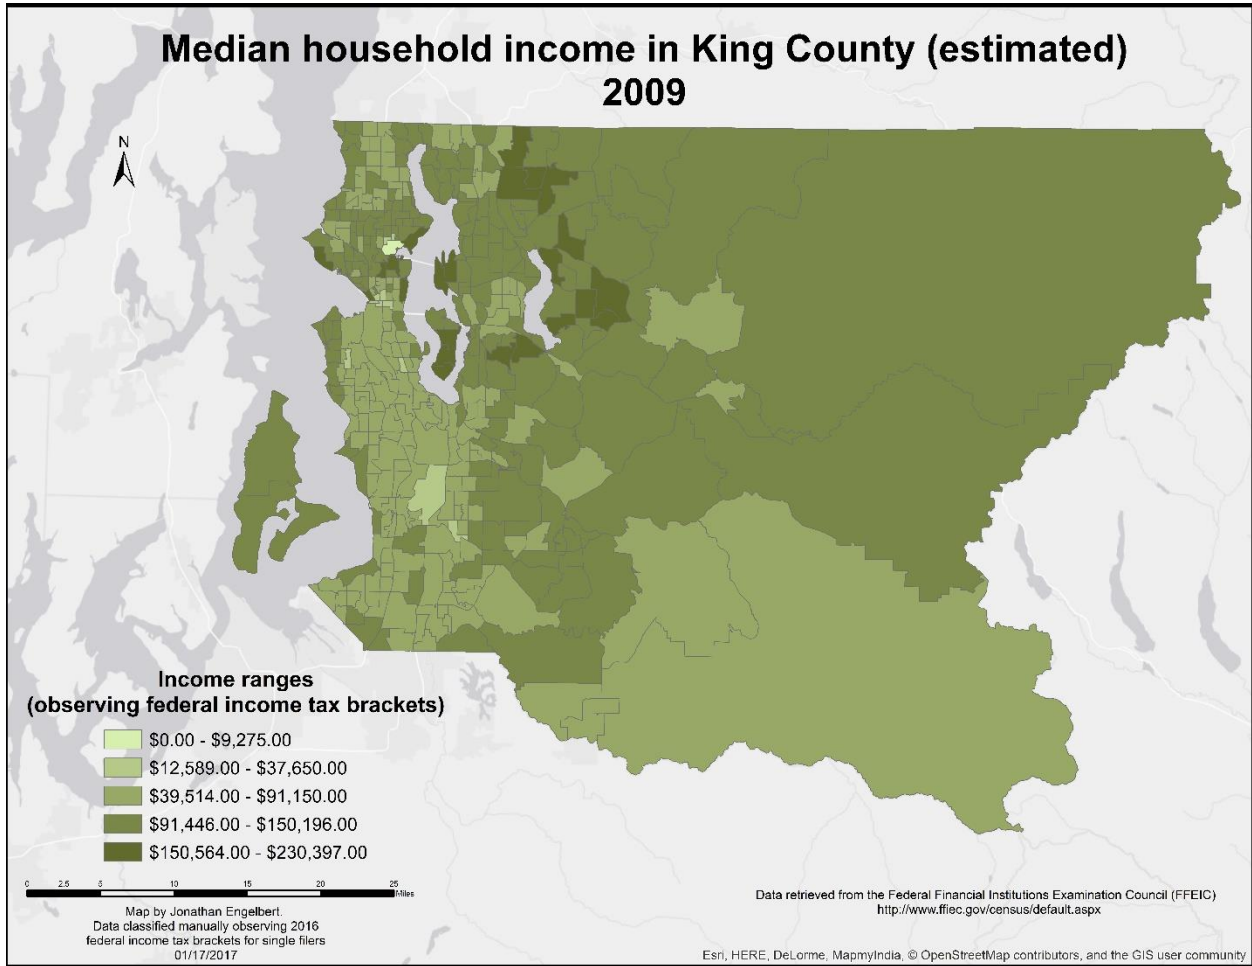 Median household income in King County (estimated)
2009
N
Income ranges
(observing federal income tax brackets)
$0.00 - $9,275.00
$12,589.00 - $37,650.00
$39,514.00 - $91,150.00
$91,446.00 - $150,196.00
$150,564.00 - $230,397.00
0 2.5 5 10 15 20 25
Miles
Map by Jonathan Engelbert.
Data classified manually observing 2016
federal income tax brackets for single filers
01/17/2017
Data retrieved from the Federal Financial Institutions Examination Council (FFEIC)
http://www.ffiec.gov/census/default.aspx
Esri, HERE, DeLorme, MapmyIndia, © OpenStreetMap contributors, and the GIS user community